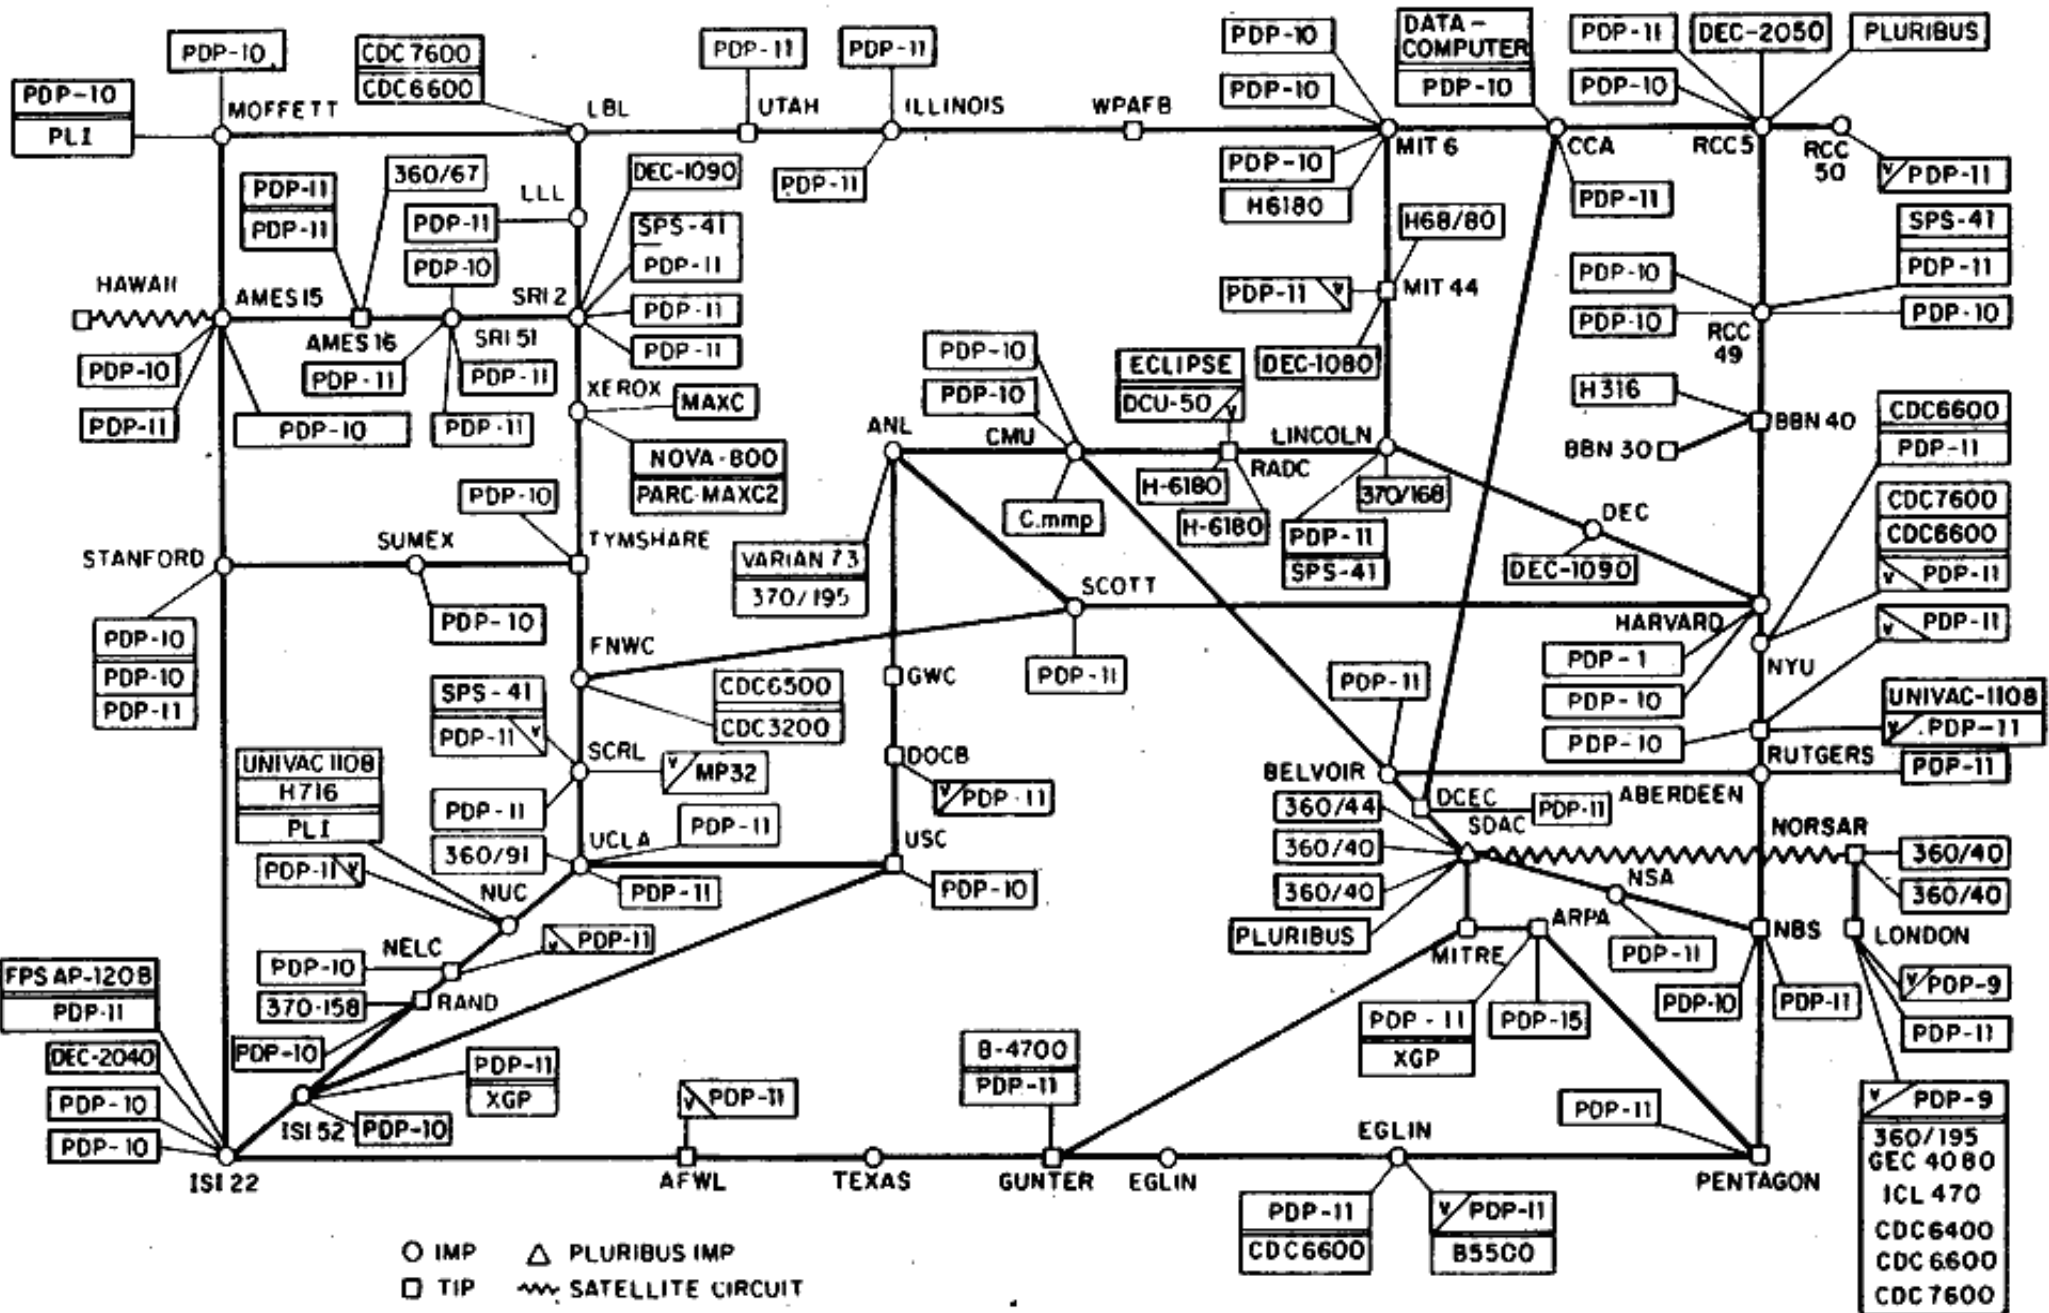 PDP-10
CDC 7600
CDC6600
PDP-11
PDP-11
PDP-10
DATA-
COMPUTER
PDP-10
PDP-11
DEC-2050
PLURIBUS
PDP-10
PLI
MOFFETT
LBL
UTAH
ILLINOIS
WPAFB
PDP-10
PDP-10
MIT 6
CCA
RCC5
RCC
50
PDP-11
PDP-10
H6180
PDP-11
V PDP-11
PDP-11
PDP-11
360/67
LLL
PDP-11
DEC-1090
SPS-41
PDP-11
H68/80
SPS-41
PDP-11
HAWAII
AMES15
AMES16
PDP-10
SRI 51
SRI 2
PDP-11
PDP-11
PDP-11 V
MIT 44
DEC-1080
PDP-10
PDP-10
RCC
49
PDP-10
PDP-10
PDP-11
PDP-10
PDP-11
PDP-11
PDP-11
XEROX
MAXC
NOVA-800
PARC-MAXC2
PDP-10
PDP-10
ANL
CMU
ECLIPSE
DCU-50 V
RADC
LINCOLN
H316
BBN 40
BBN 30
CDC6600
PDP-11
PDP-10
C.mmp
H-6180
H-6180
370/168
PDP-11
SPS-41
DEC
DEC-1090
CDC7600
CDC6600
V PDP-11
STANFORD
SUMEX
TYMSHARE
VARIAN 73
370/195
SCOTT
PDP-10
PDP-10
PDP-11
PDP-10
FNWC
PDP-11
HARVARD
PDP-1
PDP-10
NYU
V PDP-11
SPS-41
PDP-11 V
CDC6500
CDC3200
GWC
PDP-11
PDP-10
RUTGERS
UNIVAC-1108
V PDP-11
UNIVAC 1108
H716
PLI
SCRL
V MP32
DOCB
V PDP-11
BELVOIR
ABERDEEN
PDP-11
PDP-11
360/91
UCLA
PDP-11
USC
360/44
DCEC
PDP-11
SDAC
NORSAR
PDP-11 V
NUC
PDP-11
PDP-10
360/40
360/40
PLURIBUS
NSA
360/40
360/40
NELC
V PDP-11
MITRE
ARPA
PDP-11
NBS
LONDON
FPS AP-120B
PDP-11
PDP-10
370-158
RAND
PDP-11
XGP
PDP-15
PDP-10
PDP-11
V PDP-9
PDP-11
DEC-2040
PDP-10
PDP-10
PDP-10
PDP-11
XGP
ISI 52
PDP-10
V PDP-11
B-4700
PDP-11
PDP-11
V PDP-9
360/195
GEC 4080
ICL 470
CDC6400
CDC6600
CDC7600
ISI 22
AFWL
TEXAS
GUNTER
EGLIN
EGLIN
PENTAGON
PDP-11
CDC6600
V PDP-11
B5500
IMP
PLURIBUS IMP
TIP
SATELLITE CIRCUIT